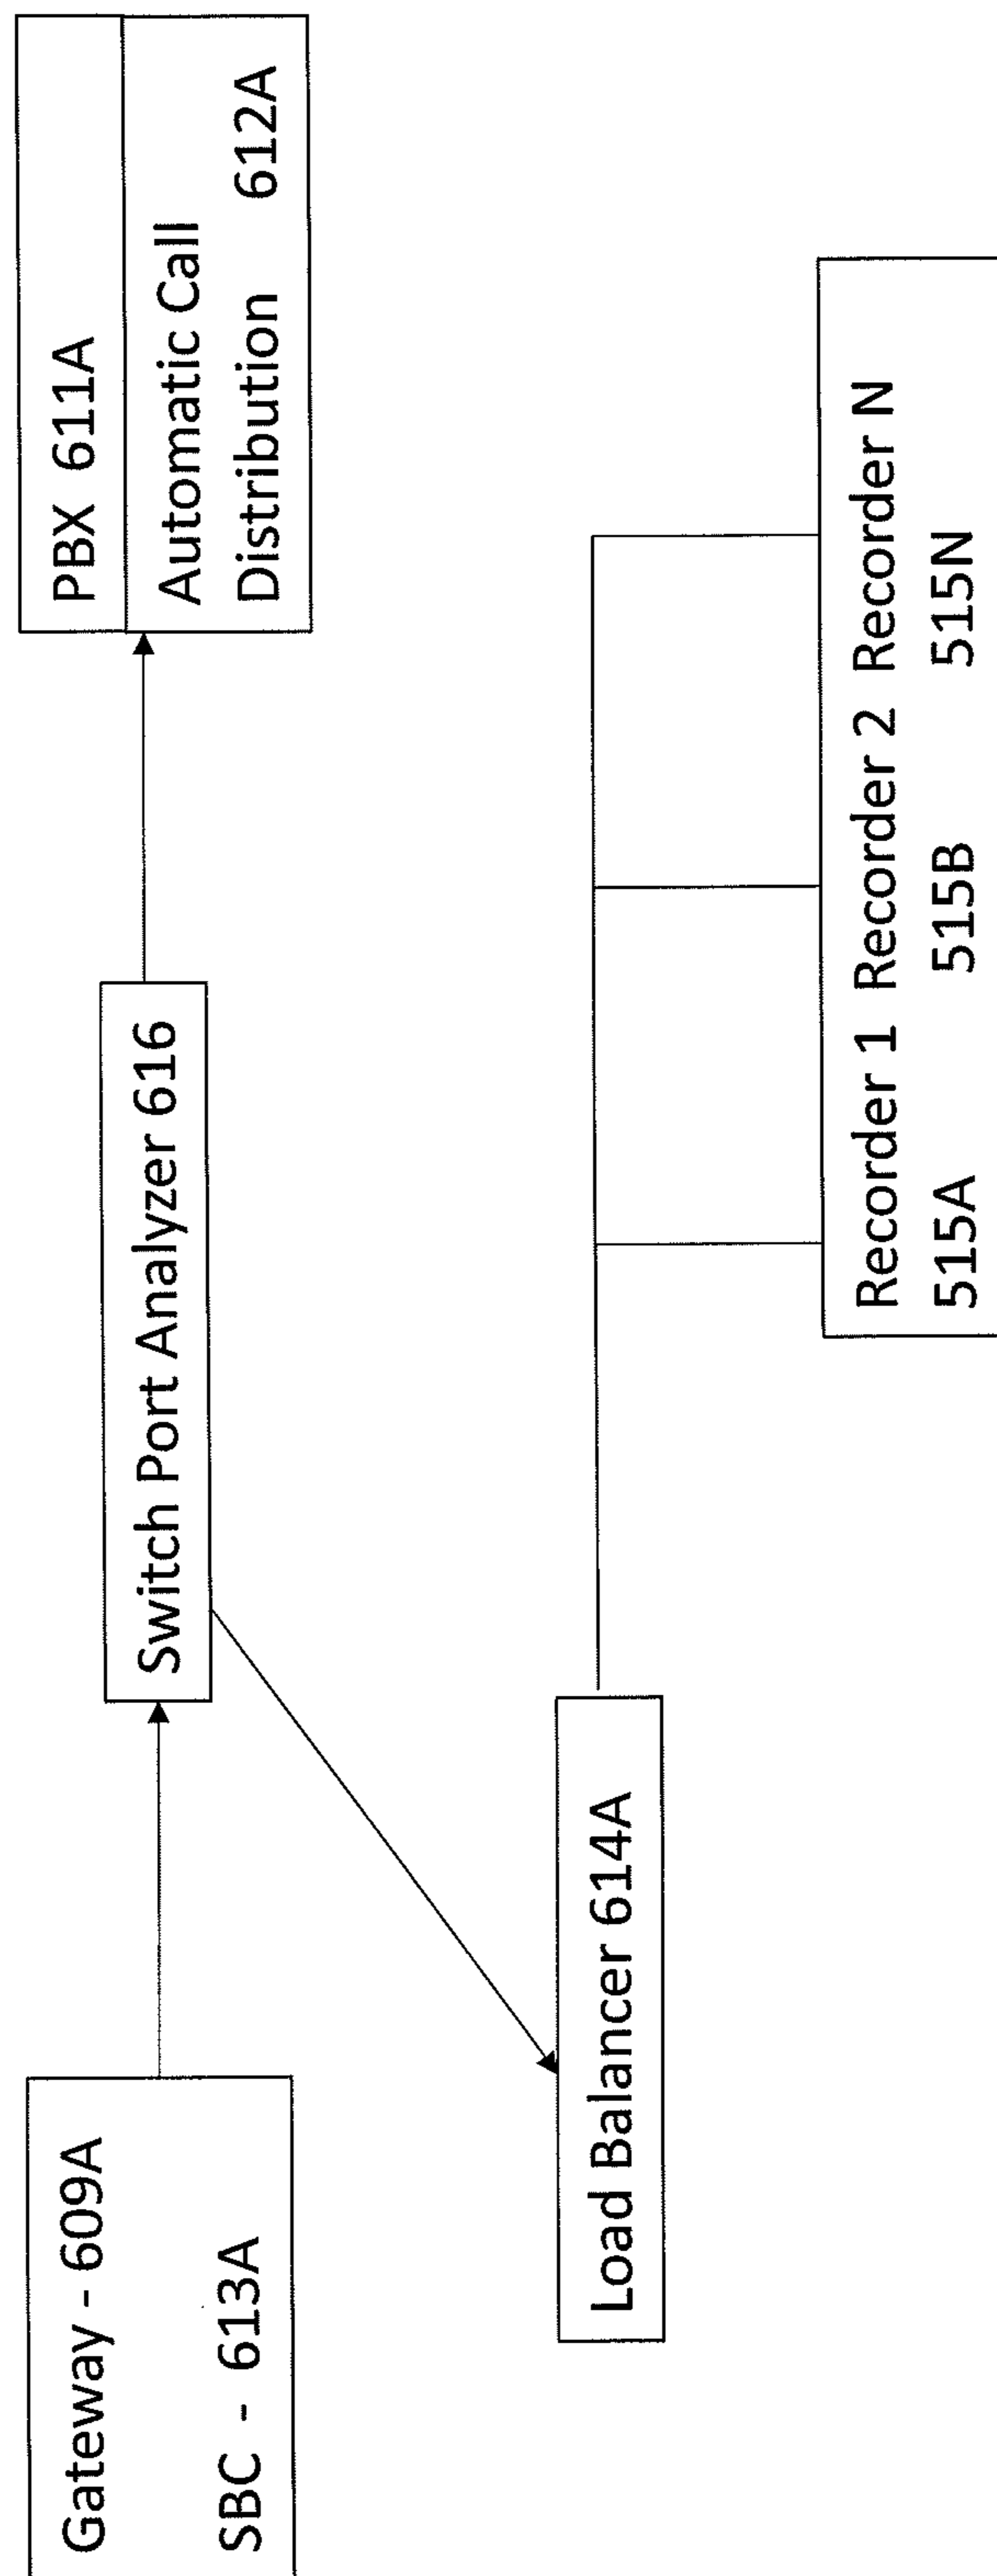 Gateway - 609A
SBC - 613A
Switch Port Analyzer 616
PBX 611A
Automatic Call
Distribution 612A
Load Balancer 614A
Recorder 1 Recorder 2 Recorder N
515A 515B 515N